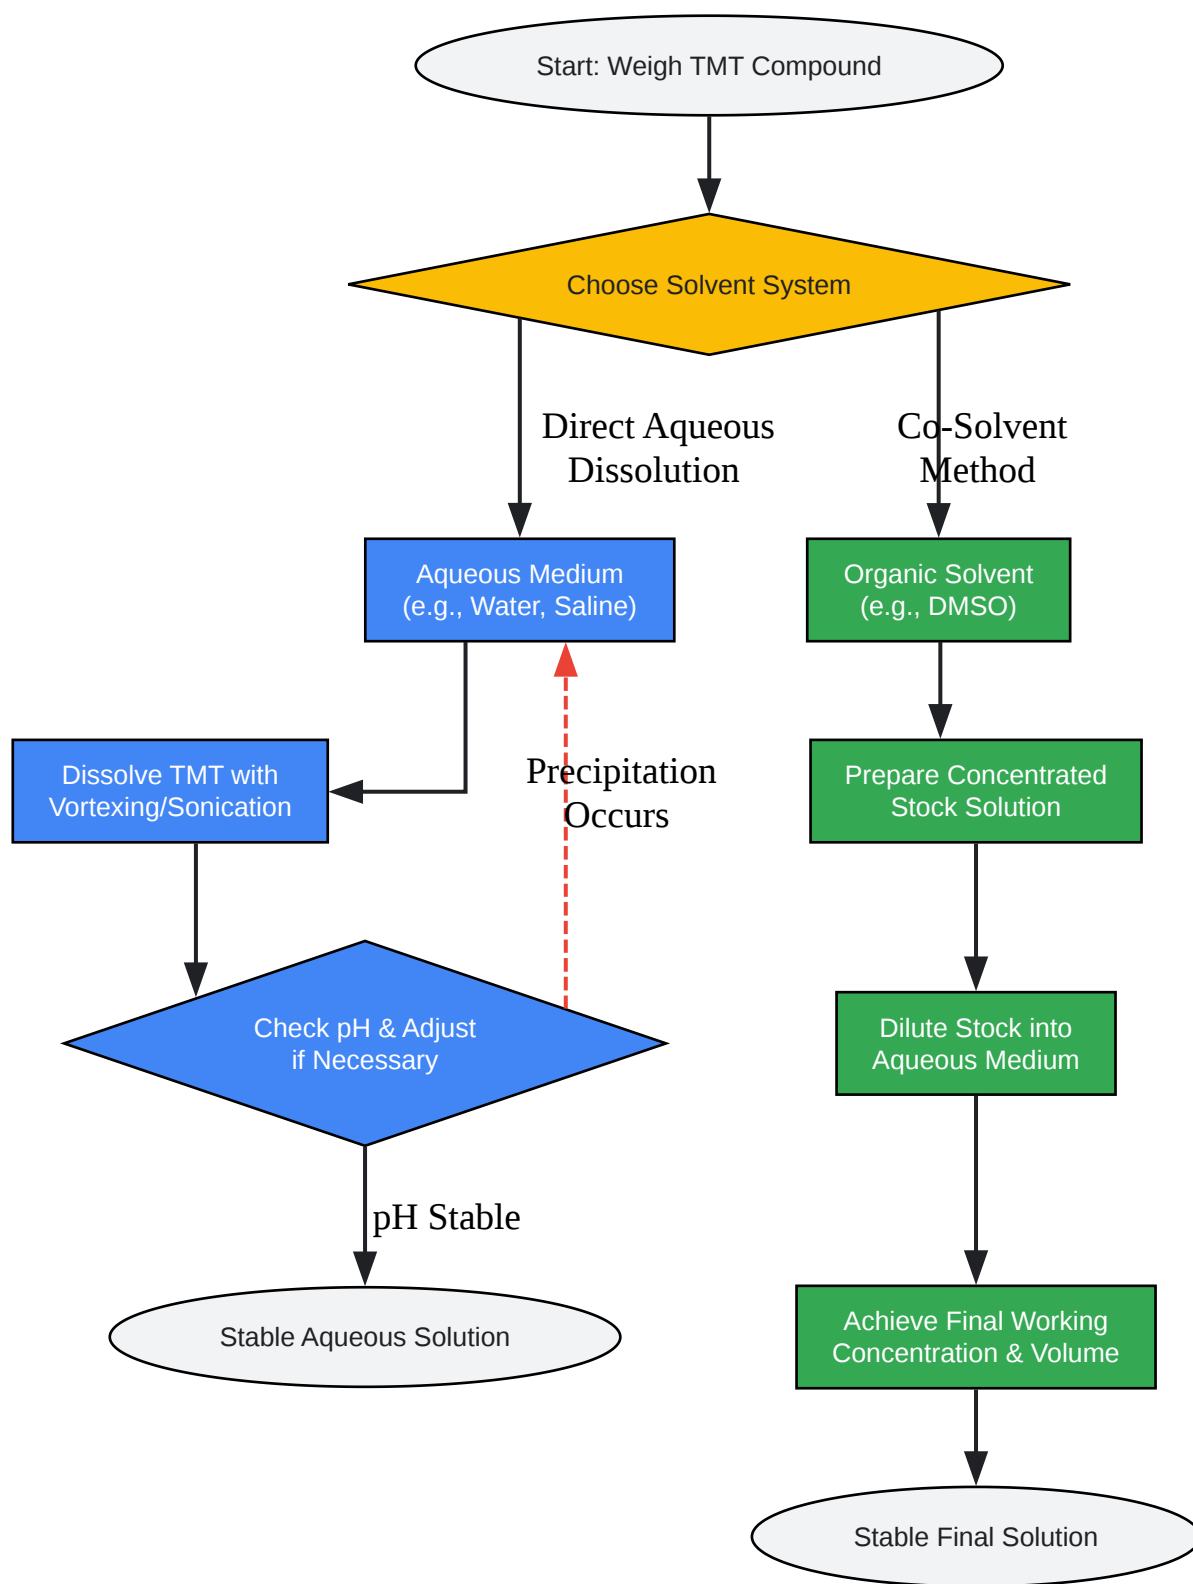 Start: Weigh TMT Compound
Choose Solvent System
Direct Aqueous
Dissolution
Co-Solvent
Method
Aqueous Medium
(e.g., Water, Saline)
Organic Solvent
(e.g., DMSO)
Dissolve TMT with
Vortexing/Sonication
Precipitation
Occurs
Prepare Concentrated
Stock Solution
Check pH & Adjust
if Necessary
Dilute Stock into
Aqueous Medium
pH Stable
Stable Aqueous Solution
Achieve Final Working
Concentration & Volume
Stable Final Solution